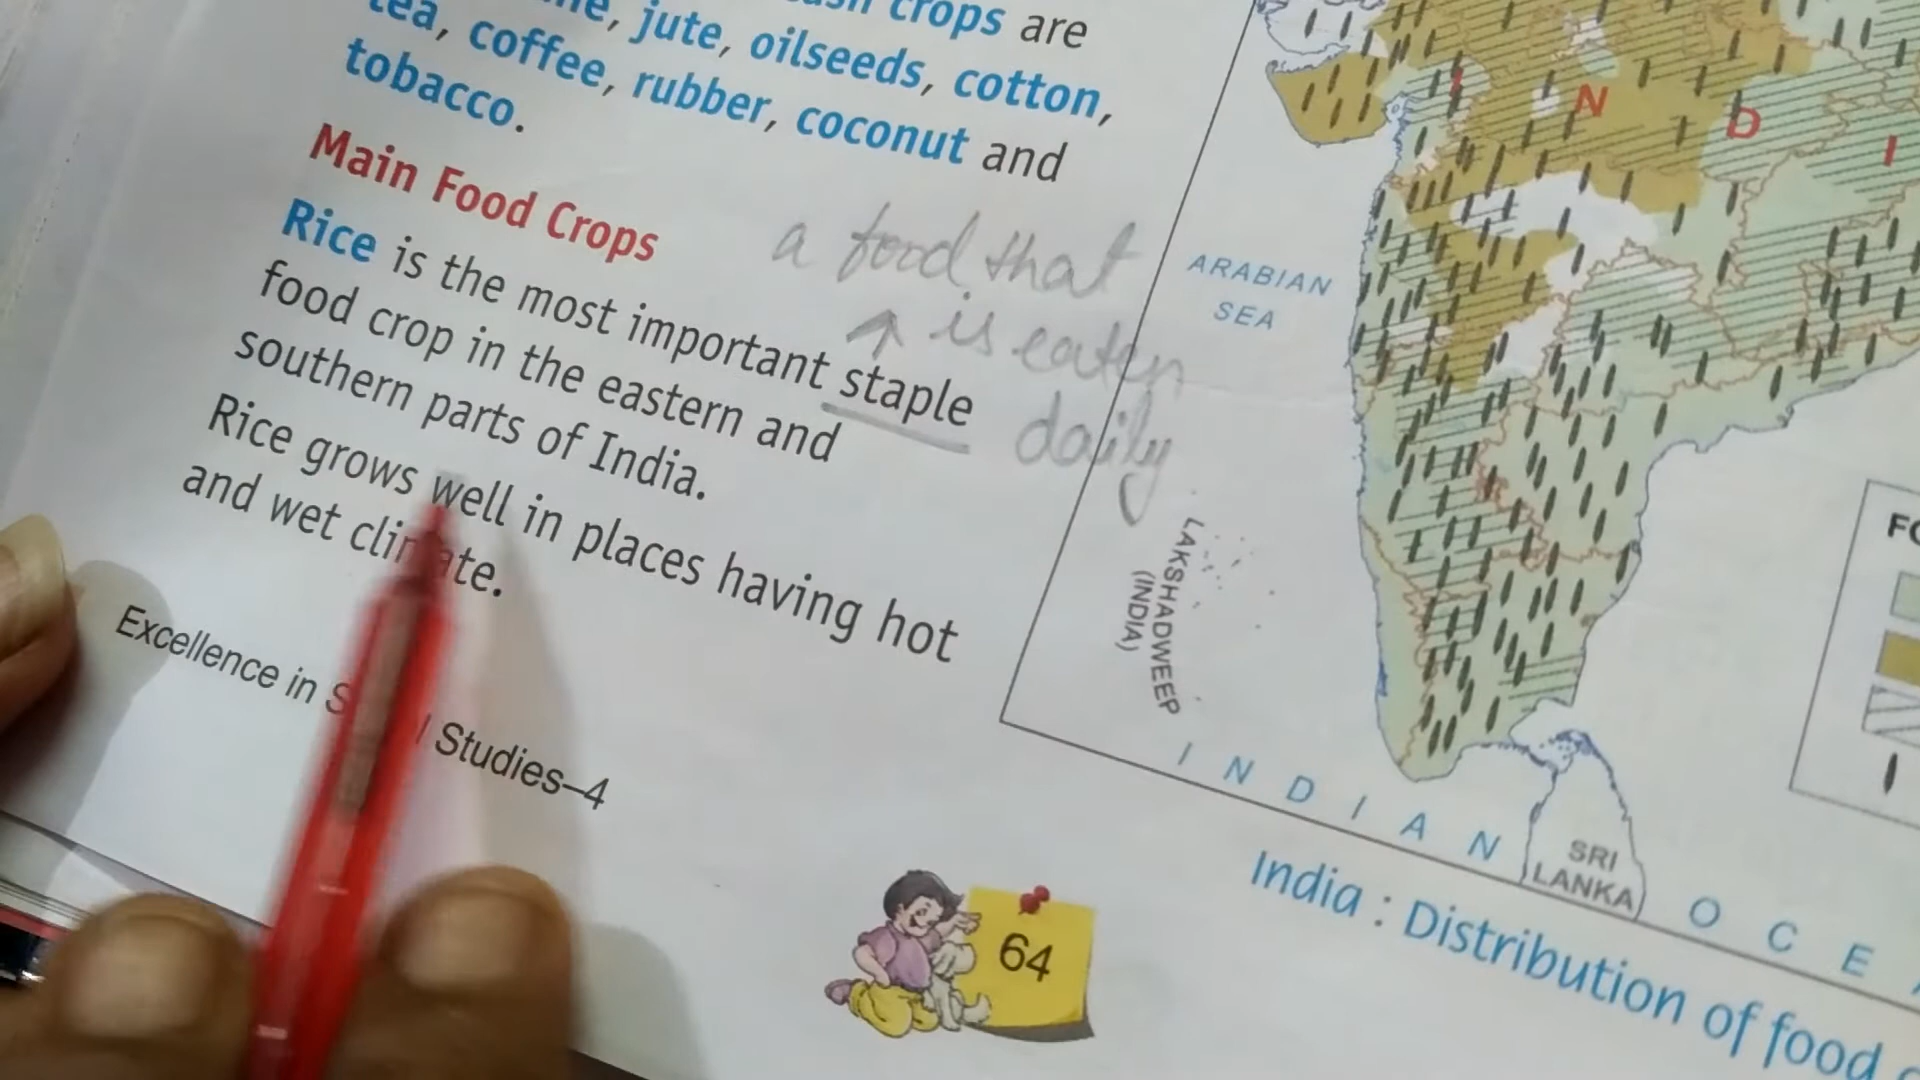 crops are
jute, oilseeds, cotton,
tea, coffee, rubber, coconut and
tobacco.
Main Food Crops
Rice is the most important staple
food crop in the eastern and
southern parts of India.
Rice grows well in places having hot
and wet climate.
a food that
is eaten
daily
Excellence in Studies–4
64
ARABIAN
SEA
LAKSHADWEEP
(INDIA)
I N D I
I N D I A N
SRI
LANKA
India : Distribution of food